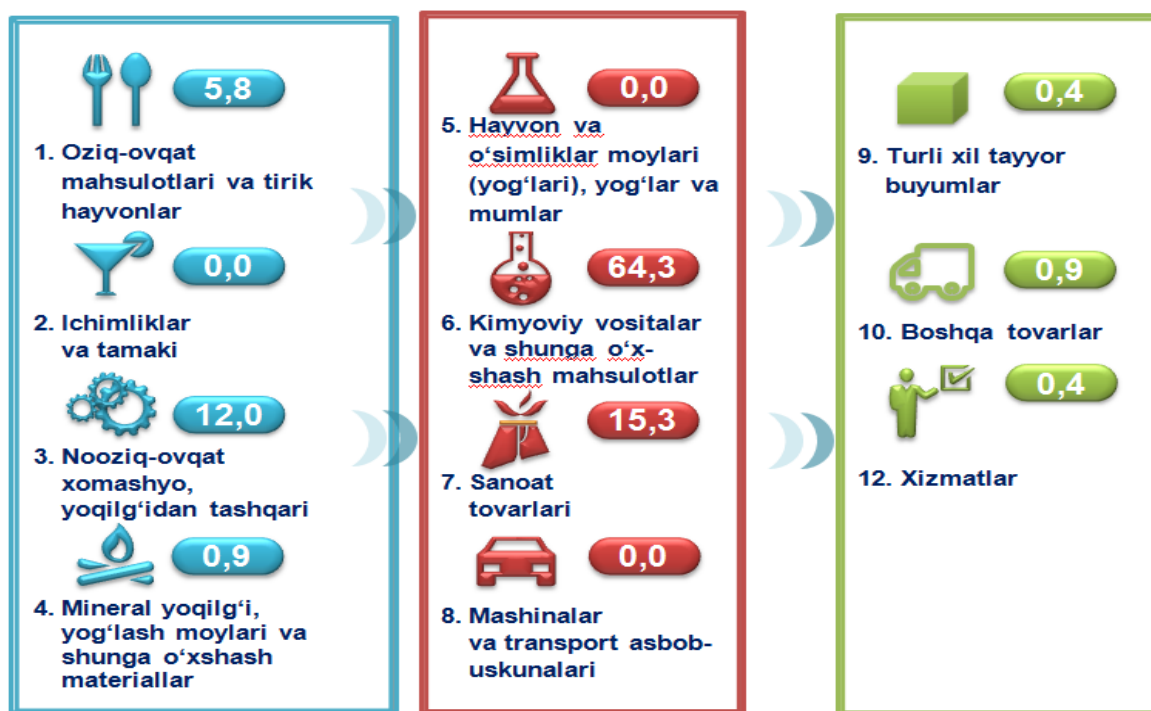 5,8
1. Oziq-ovqat
mahsulotlari va tirik
hayvonlar
0,0
2. Ichimliklar
va tamaki
12,0
3. Nooziq-ovqat
xomashyo,
yoqilg‘idan tashqari
0,9
4. Mineral yoqilg‘i,
yog‘lash moylari va
shunga o‘xshash
materiallar
0,0
5. Hayvon va
o‘simliklar moylari
(yog‘lari), yog‘lar va
mumlar
64,3
6. Kimyoviy vositalar
va shunga o‘x-
shash mahsulotlar
15,3
7. Sanoat
tovarlari
0,0
8. Mashinalar
va transport asbob-
uskunalari
0,4
9. Turli xil tayyor
buyumlar
0,9
10. Boshqa tovarlar
0,4
12. Xizmatlar